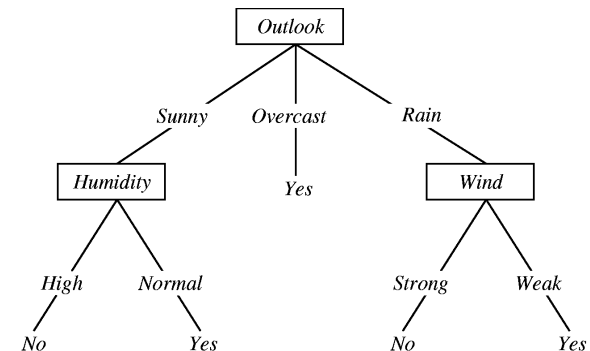 Outlook
Sunny Overcast Rain
Humidity Yes Wind
High Normal Strong Weak
No Yes No Yes